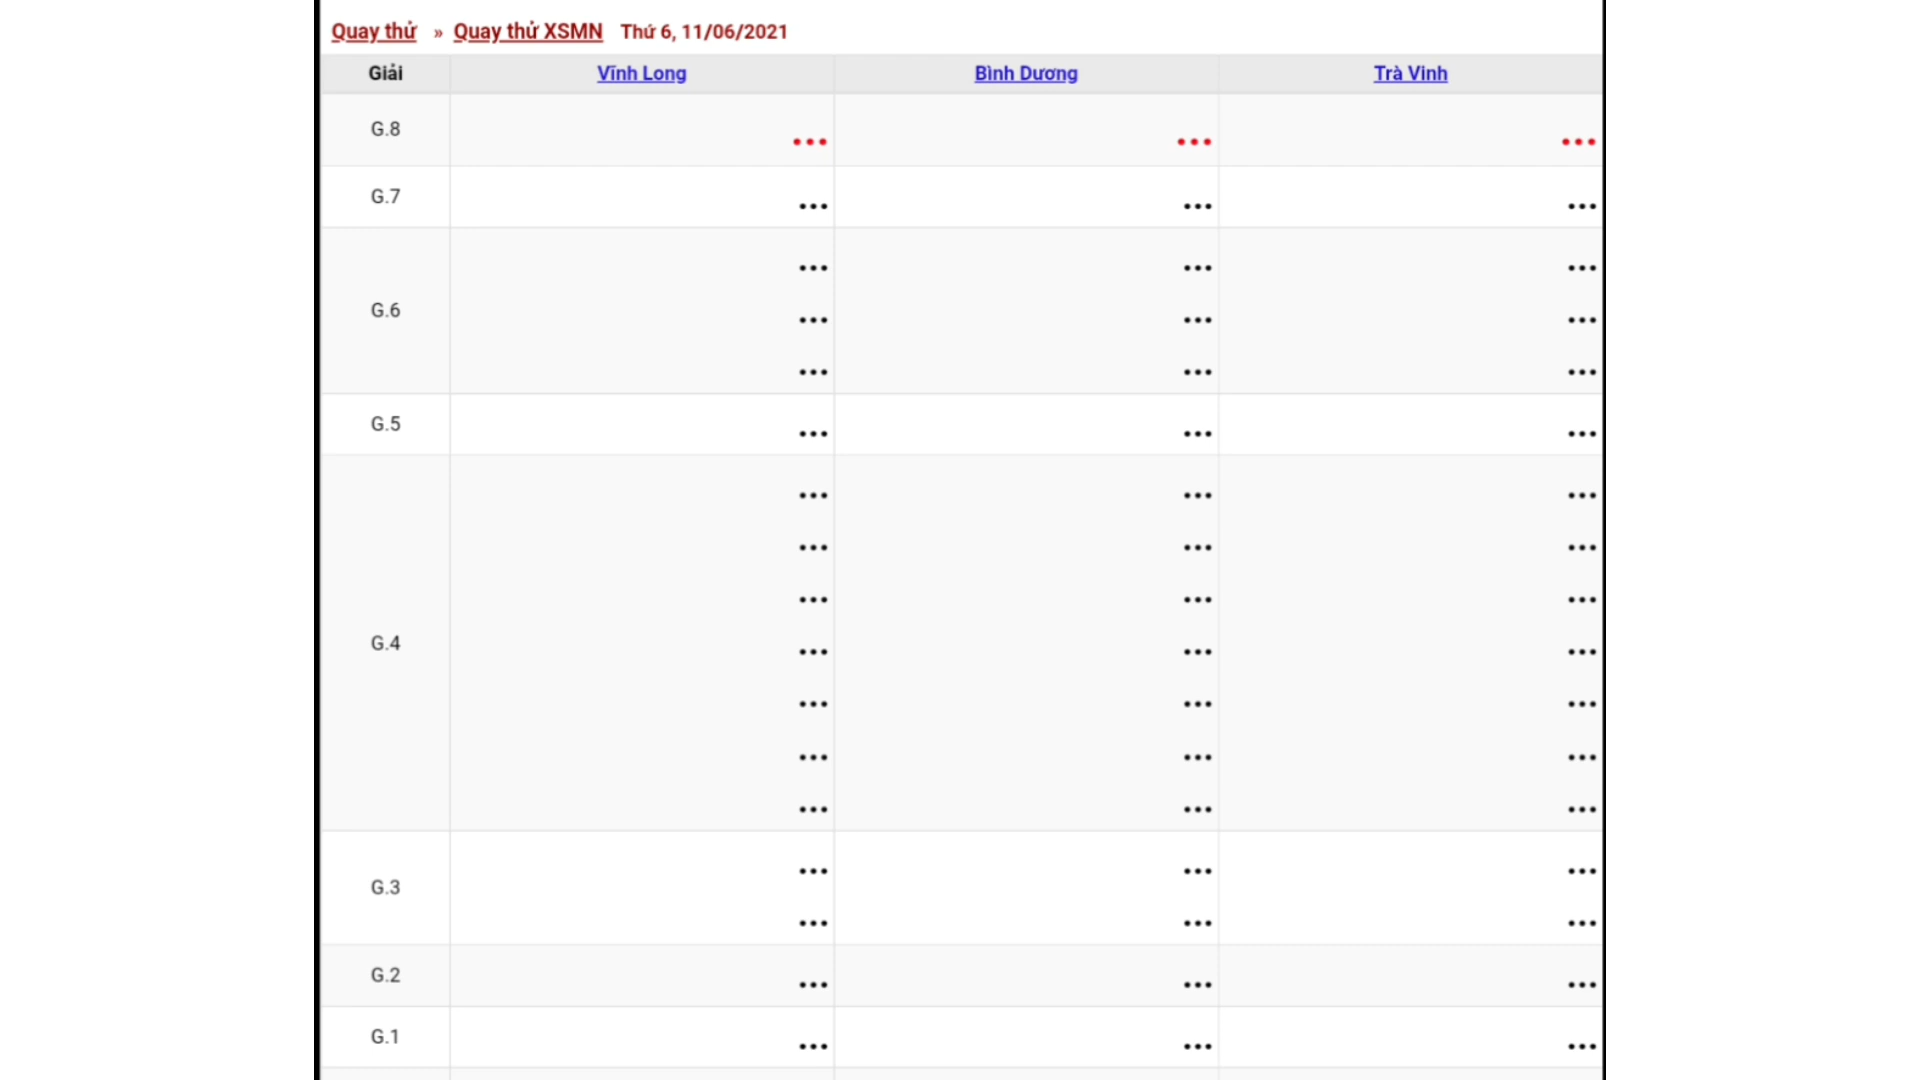 Quay thử » Quay thử XSMN Thứ 6, 11/06/2021
Giải Vĩnh Long Bình Dương Trà Vinh
G.8 ... ... ...
G.7 ... ... ...
... ... ...
G.6 ... ... ...
... ... ...
G.5 ... ... ...
... ... ...
... ... ...
... ... ...
G.4 ... ... ...
... ... ...
... ... ...
... ... ...
G.3 ... ... ...
... ... ...
G.2 ... ... ...
G.1 ... ... ...